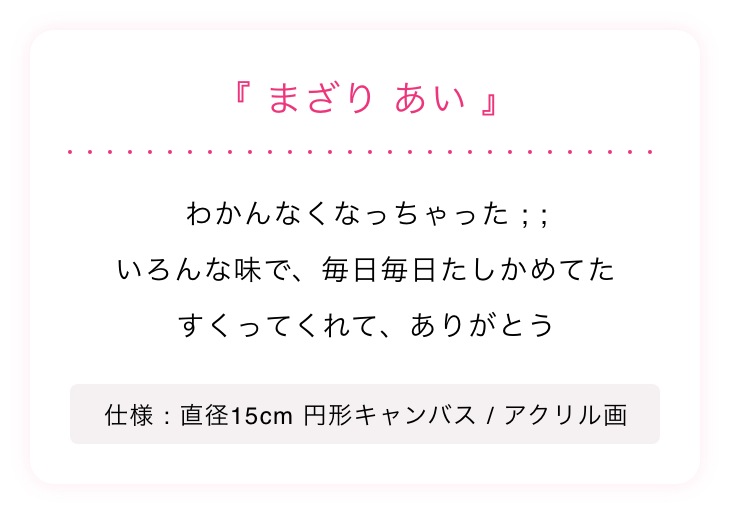 『 まざり あい 』
わかんなくなっちゃった ; ;
いろんな味で、毎日毎日たしかめてた
すくってくれて、ありがとう
仕様：直径15cm 円形キャンバス / アクリル画